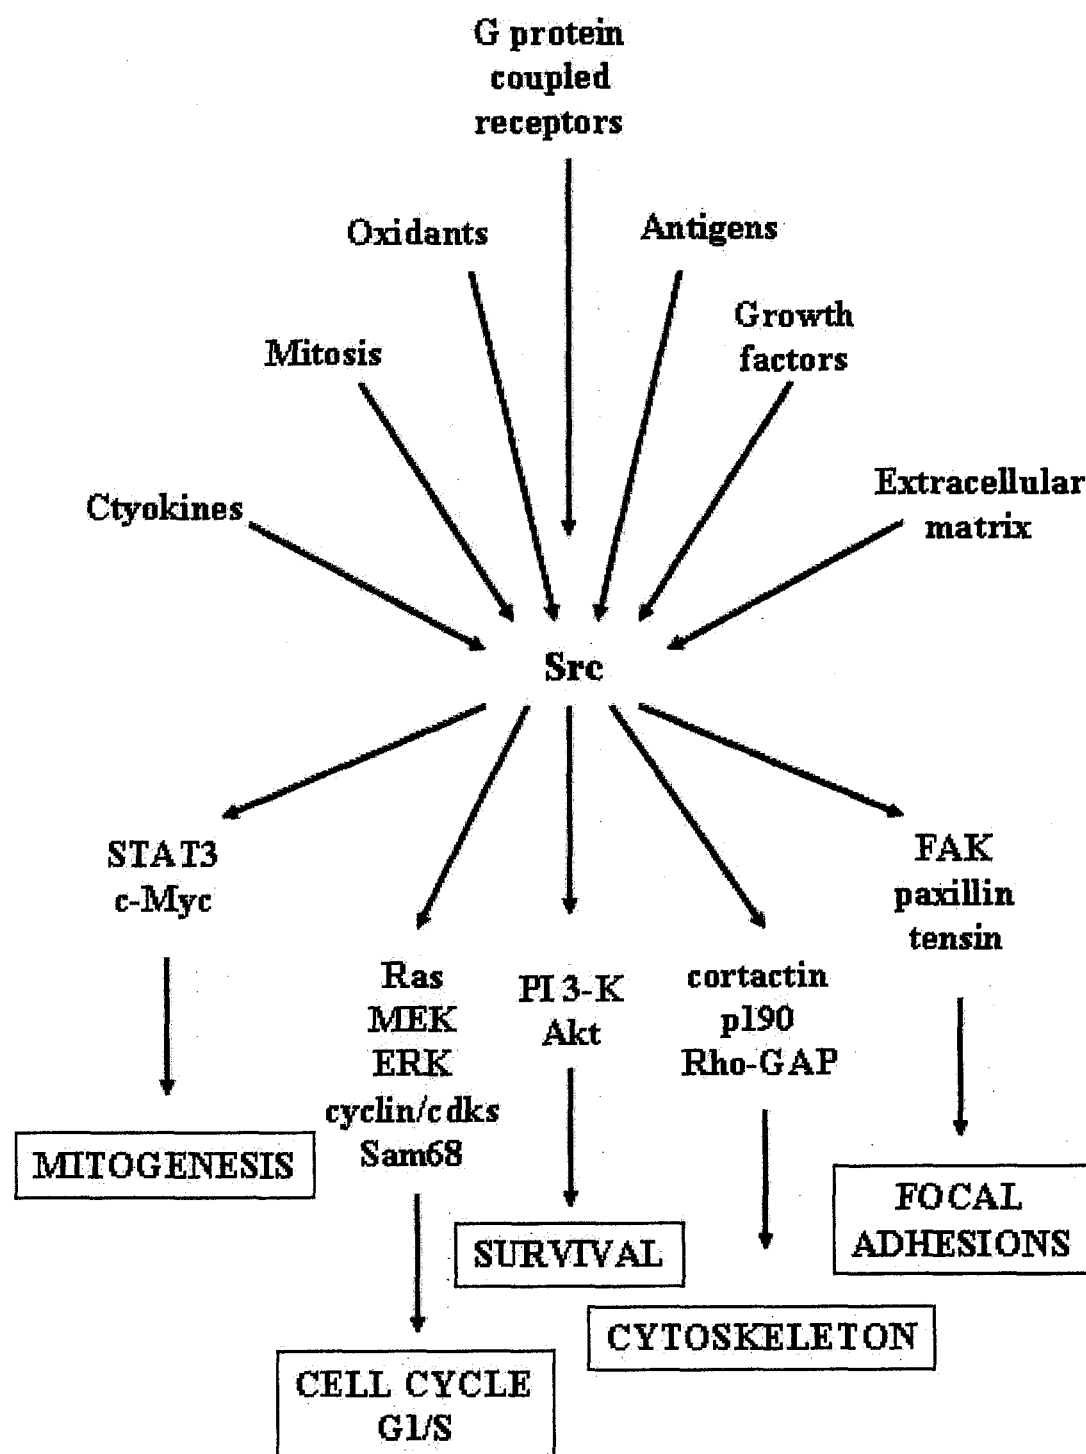 G protein
coupled
receptors
Oxidants
Antigens
Growth
factors
Mitosis
Extracellular
matrix
Ctyokines
Src
STAT3
c-Myc
FAK
paxillin
tensin
Ras
MEK
ERK
cyclin/cdks
Sam68
PI 3-K
Akt
cortactin
p190
Rho-GAP
MITOGENESIS
FOCAL
ADHESIONS
SURVIVAL
CYTOSKELETON
CELL CYCLE
G1/S